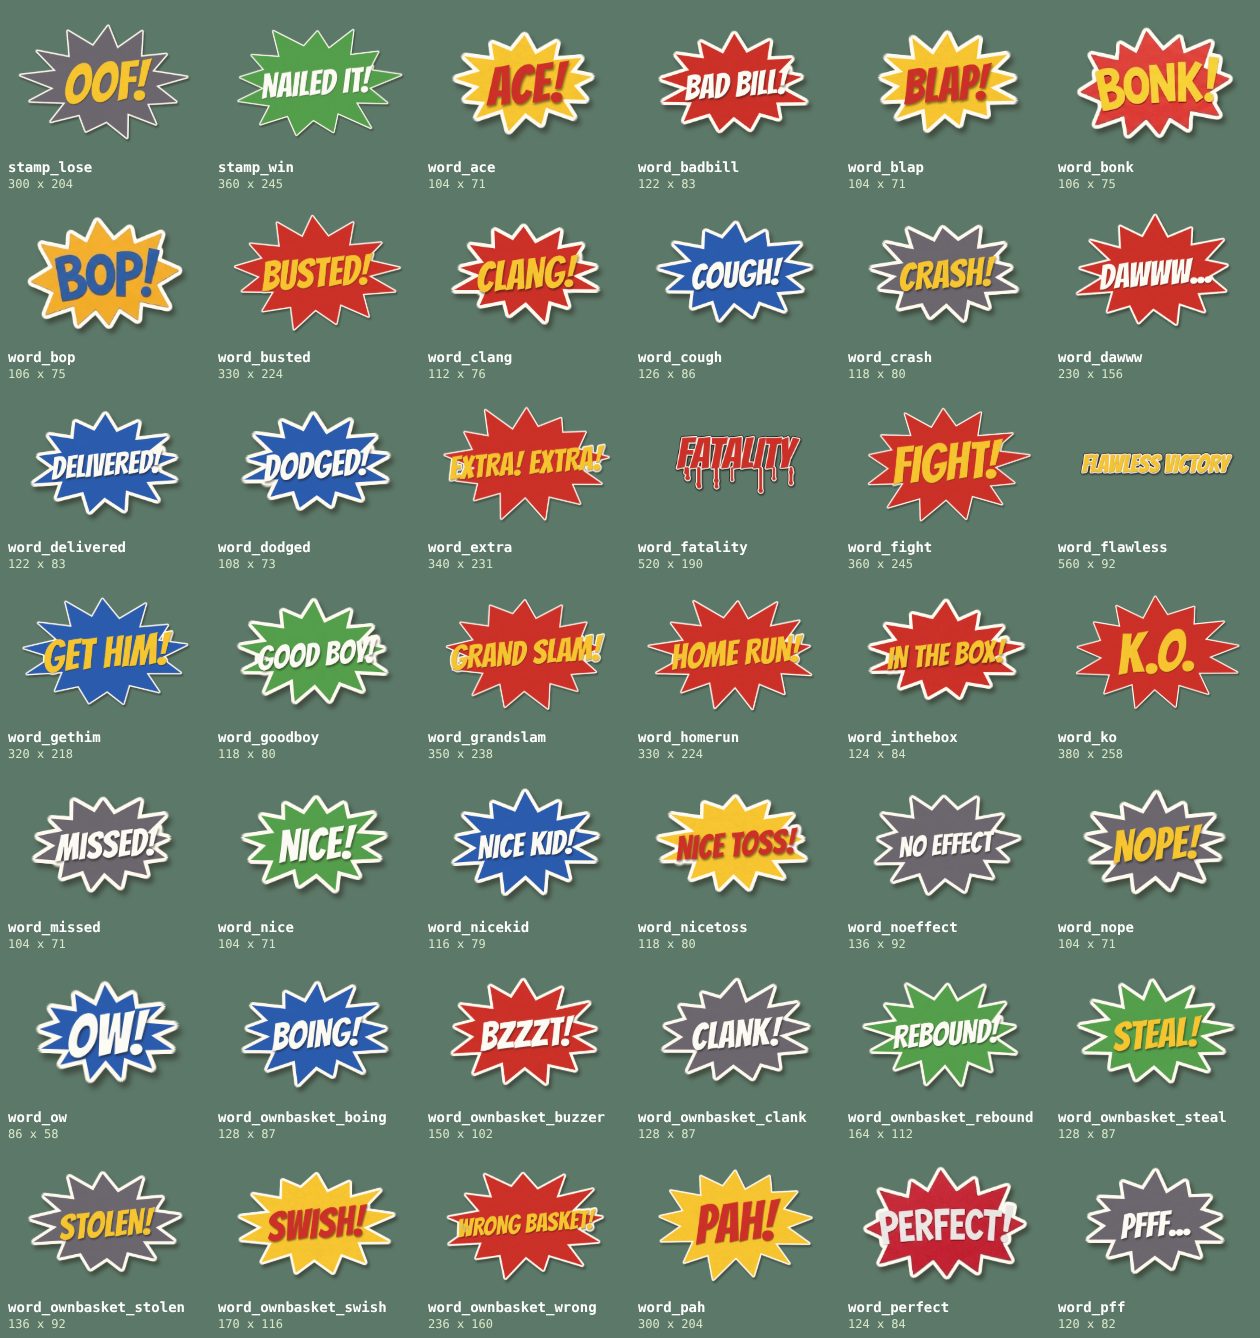 OOF!
NAILED IT!
ACE!
BAD BILL!
BLAP!
BONK!
stamp_lose
stamp_win
word_ace
word_badbill
word_blap
word_bonk
300 x 204
360 x 245
104 x 71
122 x 83
104 x 71
106 x 75
BOP!
BUSTED!
CLANG!
COUGH!
CRASH!
DAWWW...
word_bop
word_busted
word_clang
word_cough
word_crash
word_dawww
106 x 75
330 x 224
112 x 76
126 x 86
118 x 80
230 x 156
DELIVERED!
DODGED!
EXTRA! EXTRA!
FATALITY
FIGHT!
FLAWLESS VICTORY
word_delivered
word_dodged
word_extra
word_fatality
word_fight
word_flawless
122 x 83
108 x 73
340 x 231
520 x 190
360 x 245
560 x 92
GET HIM!
GOOD BOY!
GRAND SLAM!
HOME RUN!
IN THE BOX!
K.O.
word_gethim
word_goodboy
word_grandslam
word_homerun
word_inthebox
word_ko
320 x 218
118 x 80
350 x 238
330 x 224
124 x 84
380 x 258
MISSED!
NICE!
NICE KID!
NICE TOSS!
NO EFFECT
NOPE!
word_missed
word_nice
word_nicekid
word_nicetoss
word_noeffect
word_nope
104 x 71
104 x 71
116 x 79
118 x 80
136 x 92
104 x 71
OW!
BOING!
BZZZT!
CLANK!
REBOUND!
STEAL!
word_ow
word_ownbasket_boing
word_ownbasket_buzzer
word_ownbasket_clank
word_ownbasket_rebound
word_ownbasket_steal
86 x 58
128 x 87
150 x 102
128 x 87
164 x 112
128 x 87
STOLEN!
SWISH!
WRONG BASKET!
PAH!
PERFECT!
PFFF...
word_ownbasket_stolen
word_ownbasket_swish
word_ownbasket_wrong
word_pah
word_perfect
word_pff
136 x 92
170 x 116
236 x 160
300 x 204
124 x 84
120 x 82